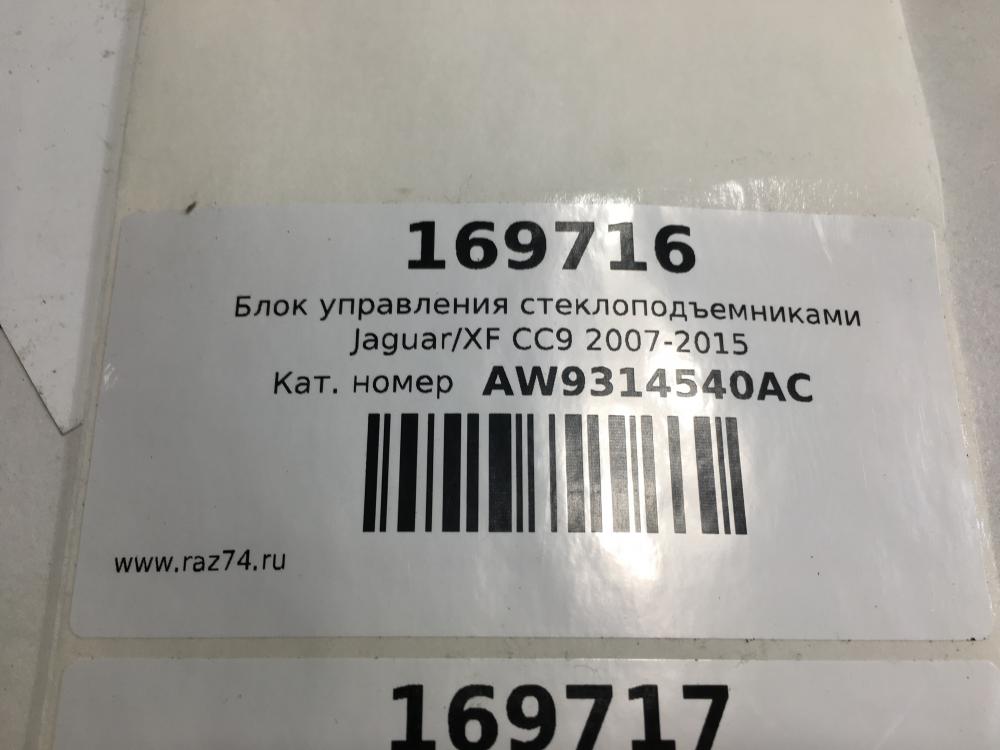 169716
Блок управления стеклоподъемниками
Jaguar/XF CC9 2007-2015
Кат. номер AW9314540AC
www.raz74.ru
169717